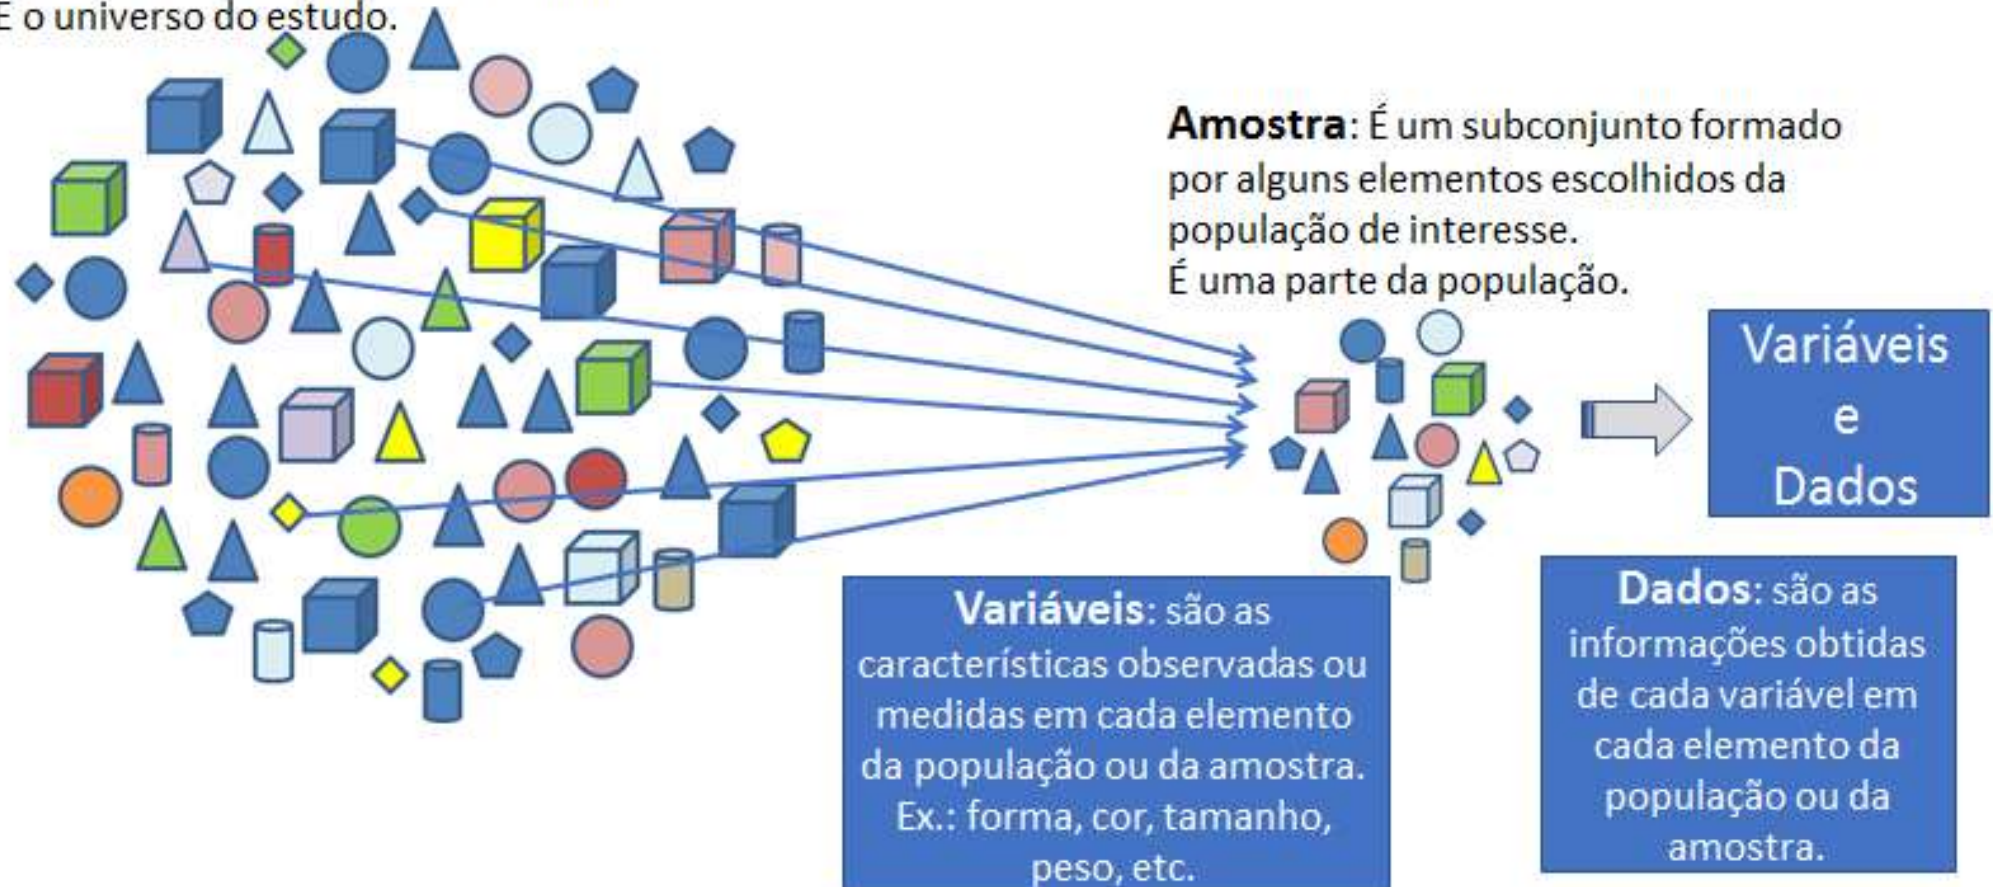 É o universo do estudo.
Amostra: É um subconjunto formado
por alguns elementos escolhidos da
população de interesse.
É uma parte da população.
Variáveis
e
Dados
Variáveis: são as
características observadas ou
medidas em cada elemento
da população ou da amostra.
Ex.: forma, cor, tamanho,
peso, etc.
Dados: são as
informações obtidas
de cada variável em
cada elemento da
população ou da
amostra.